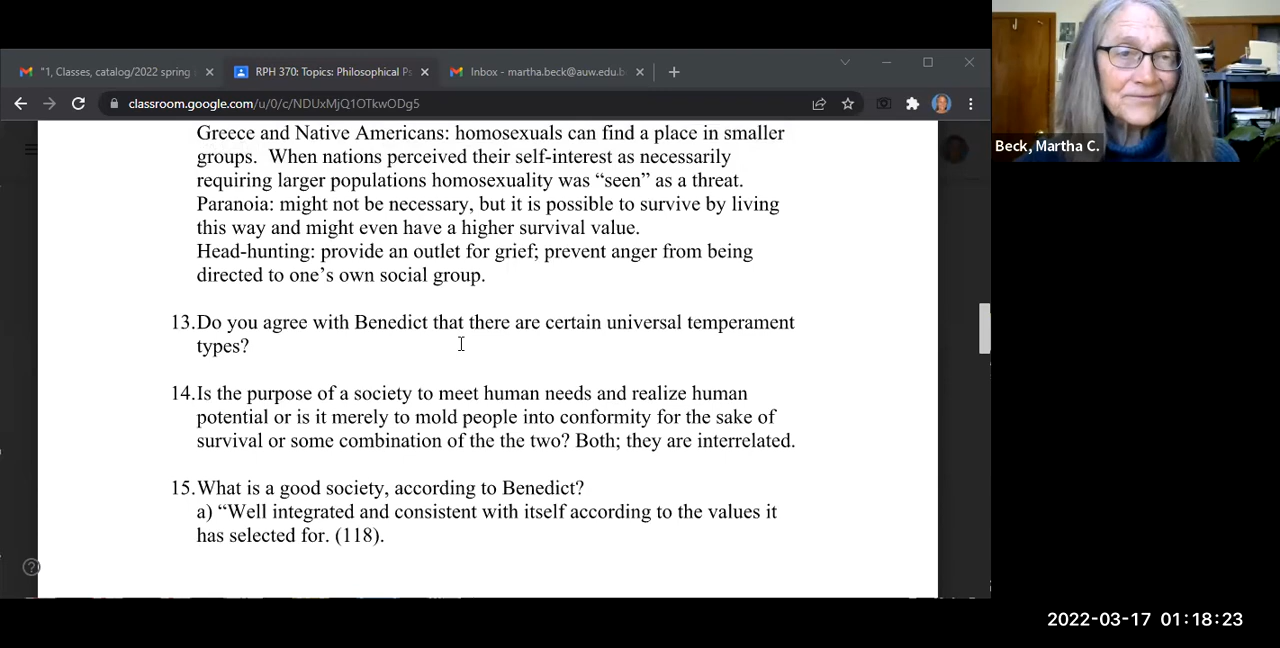 "1, Classes, catalog/2022 spring
RPH 370: Topics: Philosophical Ps
Inbox - martha.beck@auw.edu.b
classroom.google.com/u/0/c/NDUxMjQ1OTkwODg5
Beck, Martha C.
Greece and Native Americans: homosexuals can find a place in smaller
groups. When nations perceived their self-interest as necessarily
requiring larger populations homosexuality was “seen” as a threat.
Paranoia: might not be necessary, but it is possible to survive by living
this way and might even have a higher survival value.
Head-hunting: provide an outlet for grief; prevent anger from being
directed to one’s own social group.
13.Do you agree with Benedict that there are certain universal temperament
types?
14.Is the purpose of a society to meet human needs and realize human
potential or is it merely to mold people into conformity for the sake of
survival or some combination of the the two? Both; they are interrelated.
15.What is a good society, according to Benedict?
a) “Well integrated and consistent with itself according to the values it
has selected for. (118).
2022-03-17 01:18:23